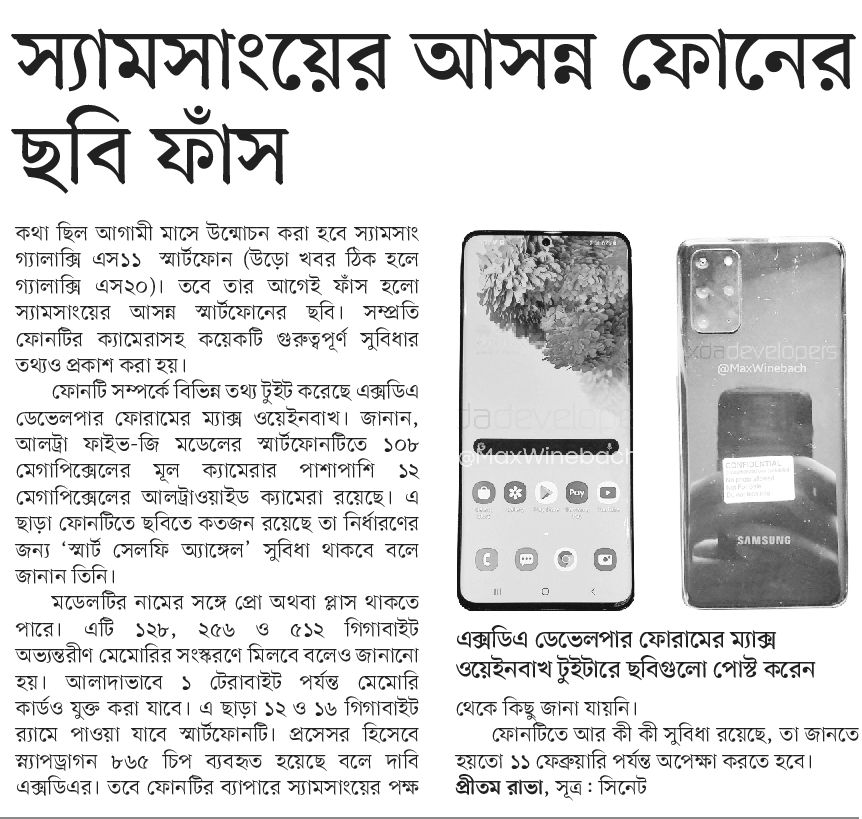 স্যামসাংয়ের আসন্ন ফোনের
ছবি ফাঁস
কথা ছিল আগামী মাসে উন্মোচন করা হবে স্যামসাং
গ্যালাক্সি এস১১ স্মার্টফোন (উড়ো খবর ঠিক হলে
গ্যালাক্সি এস২০)। তবে তার আগেই ফাঁস হলো
স্যামসাংয়ের আসন্ন স্মার্টফোনের ছবি। সম্প্রতি
ফোনটির ক্যামেরাসহ কয়েকটি গুরুত্বপূর্ণ সুবিধার
তথ্যও প্রকাশ করা হয়।
ফোনটি সম্পর্কে বিভিন্ন তথ্য টুইট করেছে এক্সডিএ
ডেভেলপার ফোরামের ম্যাক্স ওয়েইনবাখ। জানান,
আলট্রা ফাইভ-জি মডেলের স্মার্টফোনটিতে ১০৮
মেগাপিক্সেলের মূল ক্যামেরার পাশাপাশি ১২
মেগাপিক্সেলের আলট্রাওয়াইড ক্যামেরা রয়েছে। এ
ছাড়া ফোনটিতে ছবিতে কতজন রয়েছে তা নির্ধারণের
জন্য ‘স্মার্ট সেলফি অ্যাঙ্গেল’ সুবিধা থাকবে বলে
জানান তিনি।
মডেলটির নামের সঙ্গে প্রো অথবা প্লাস থাকতে
পারে। এটি ১২৮, ২৫৬ ও ৫১২ গিগাবাইট
অভ্যন্তরীণ মেমোরির সংস্করণে মিলবে বলেও জানানো
হয়। আলাদাভাবে ১ টেরাবাইট পর্যন্ত মেমোরি
কার্ডও যুক্ত করা যাবে। এ ছাড়া ১২ ও ১৬ গিগাবাইট
র‍্যামে পাওয়া যাবে স্মার্টফোনটি। প্রসেসর হিসেবে
স্ন্যাপড্রাগন ৮৬৫ চিপ ব্যবহৃত হয়েছে বলে দাবি
এক্সডিএর। তবে ফোনটির ব্যাপারে স্যামসাংয়ের পক্ষ
dadevelope
@MaxWinebach
Pay
xdadevelopers
@MaxWinebach
CONFIDENTIAL
SAMSUNG
এক্সডিএ ডেভেলপার ফোরামের ম্যাক্স
ওয়েইনবাখ টুইটারে ছবিগুলো পোস্ট করেন
থেকে কিছু জানা যায়নি।
ফোনটিতে আর কী কী সুবিধা রয়েছে, তা জানতে
হয়তো ১১ ফেব্রুয়ারি পর্যন্ত অপেক্ষা করতে হবে।
প্রীতম রাভা, সূত্র : সিনেট